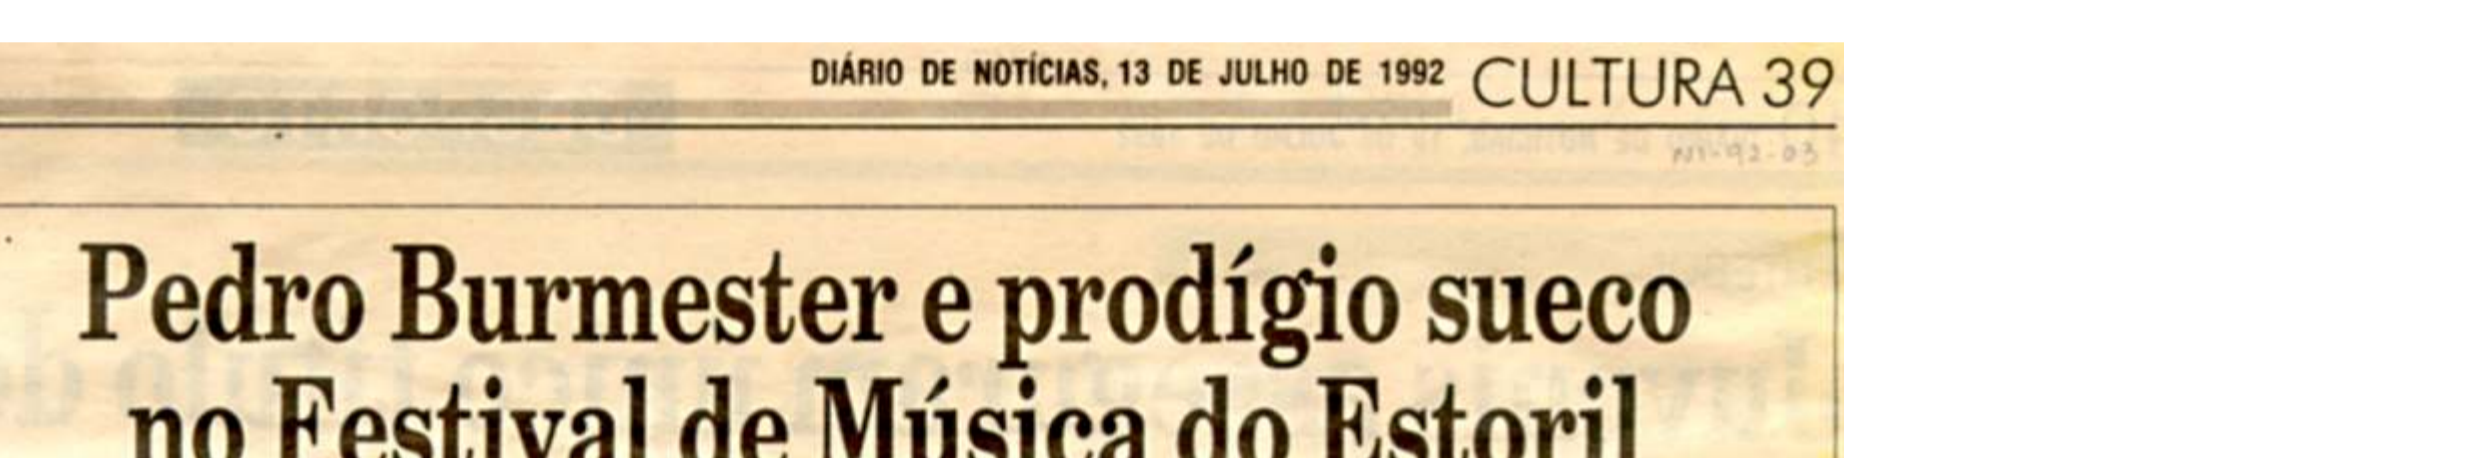 DIÁRIO DE NOTÍCIAS, 13 DE JULHO DE 1992 CULTURA 39
Pedro Burmester e prodígio sueco
no Festival de Música do Estoril